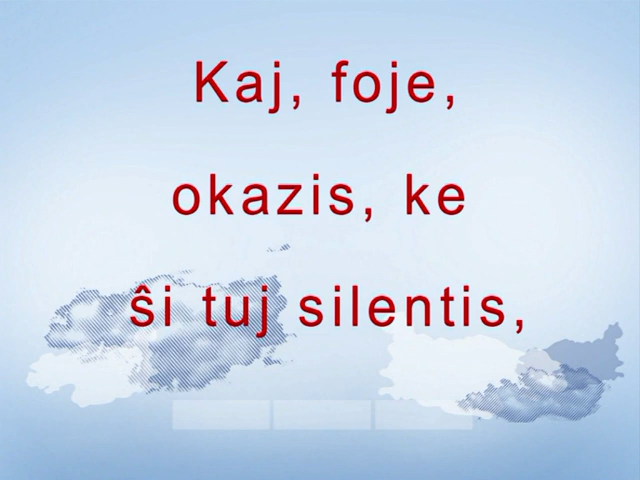 Kaj, foje,
okazis, ke
ŝi tuj silentis,